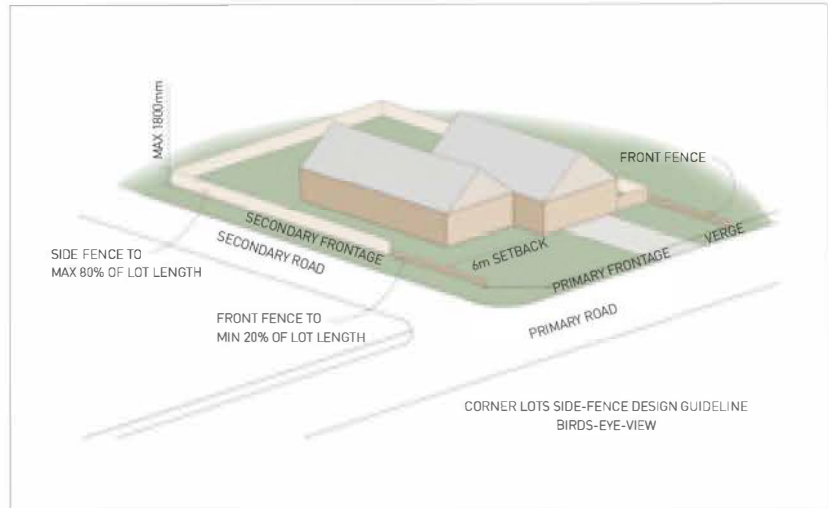 MAX 1800mm
FRONT FENCE
SECONDARY FRONTAGE
SECONDARY ROAD
SIDE FENCE TO
MAX 80% OF LOT LENGTH
6m SETBACK
PRIMARY FRONTAGE
VERGE
FRONT FENCE TO
MIN 20% OF LOT LENGTH
PRIMARY ROAD
CORNER LOTS SIDE-FENCE DESIGN GUIDELINE
BIRDS-EYE-VIEW